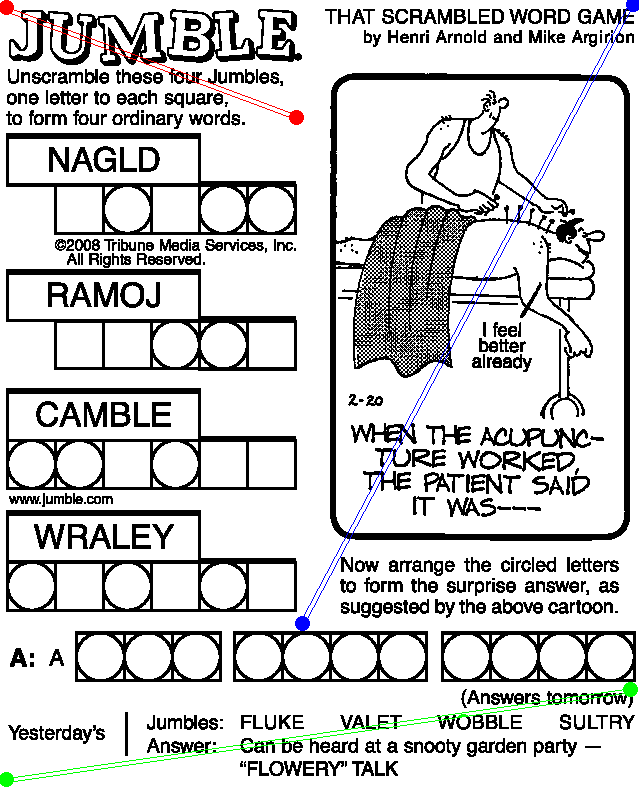 JUMBLE.
THAT SCRAMBLED WORD GAME
by Henri Arnold and Mike Argirion
Unscramble these four Jumbles,
one letter to each square,
to form four ordinary words.
NAGLD
©2008 Tribune Media Services, Inc.
All Rights Reserved.
RAMOJ
CAMBLE
www.jumble.com
WRALEY
I feel
better
already
2-20
WHEN THE ACUPUNC-
TURE WORKED,
THE PATIENT SAID
IT WAS---
Now arrange the circled letters
to form the surprise answer, as
suggested by the above cartoon.
A: A
(Answers tomorrow)
Yesterday's
Jumbles: FLUKE VALET WOBBLE SULTRY
Answer: Can be heard at a snooty garden party —
"FLOWERY" TALK